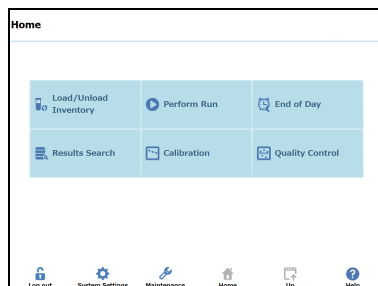 Home
Load/Unload
Inventory
Perform Run
End of Day
Results Search
Calibration
Quality Control
Log out
System Settings
Maintenance
Home
Up
Help